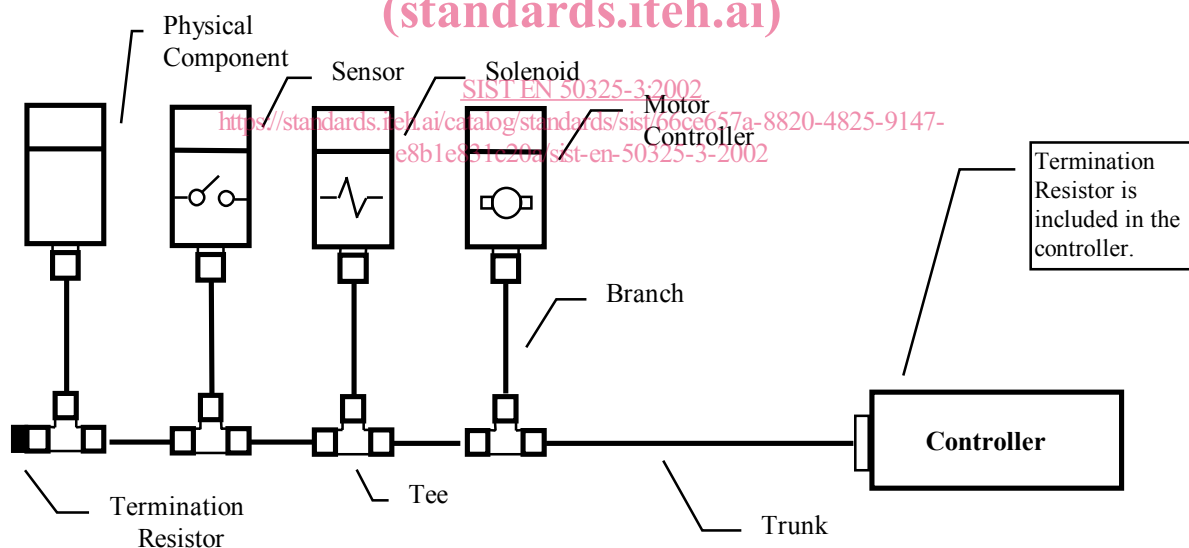 (standards.iteh.ai)
Physical
Component
Sensor
Solenoid
SIST EN 50325-3:2002
Motor
Controller
https://standards.iteh.ai/catalog/standards/sist/66ce657a-8820-4825-9147-
e8b1e831c20a/sist-en-50325-3-2002
Termination
Resistor is
included in the
controller.
Branch
Controller
Tee
Termination
Resistor
Trunk